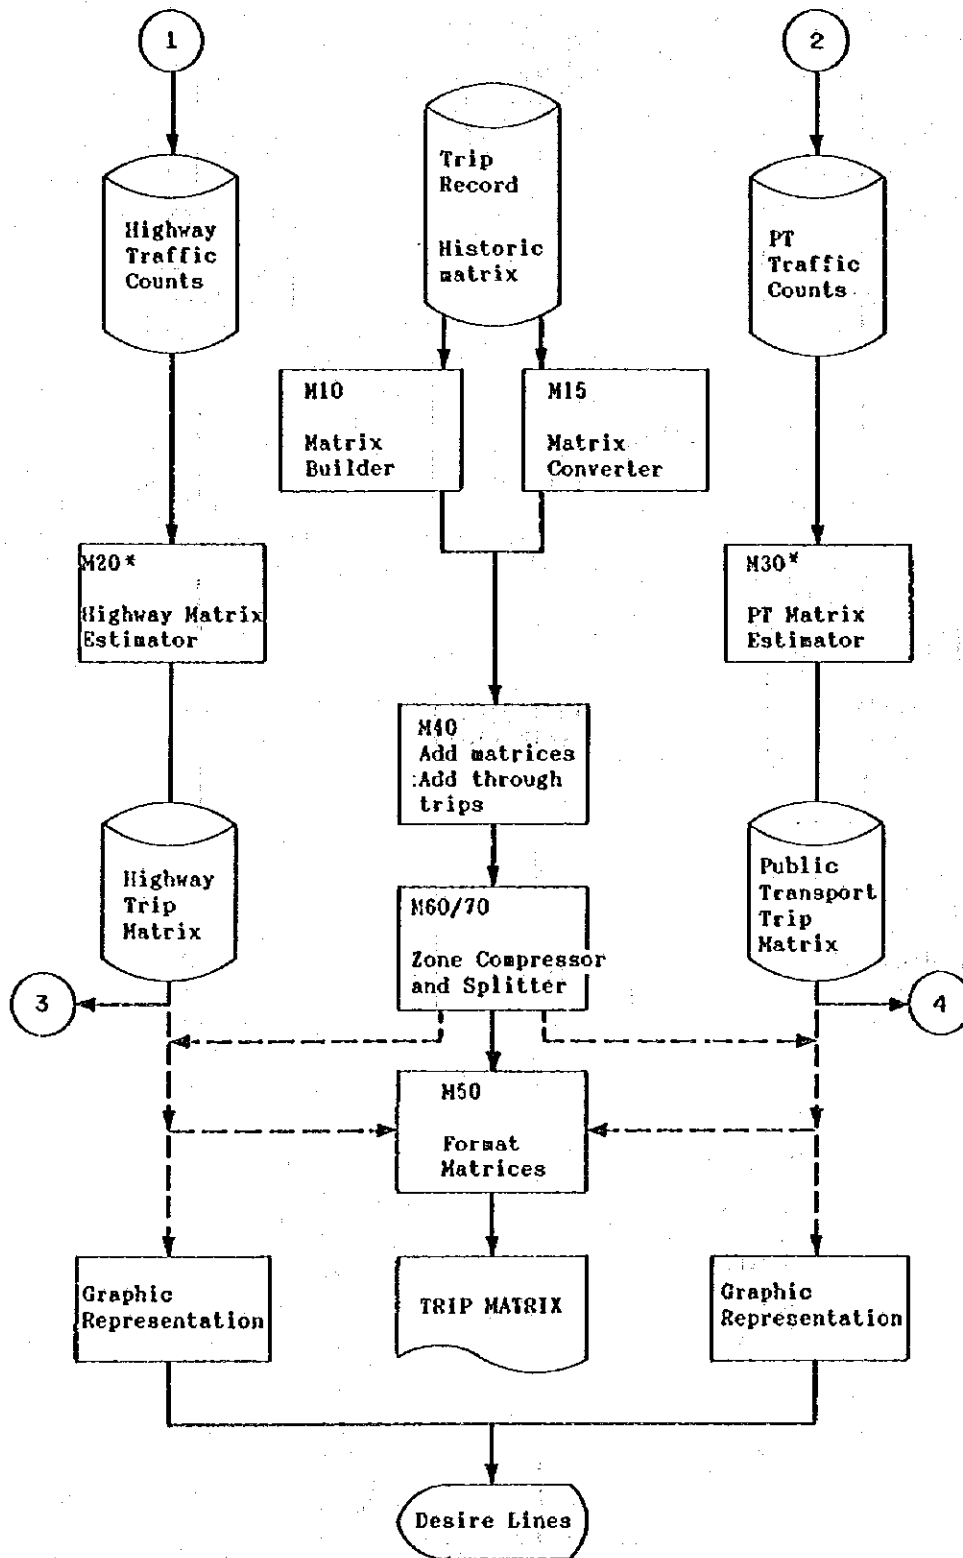 1
2
Trip
Record
Historic
matrix
Highway
Traffic
Counts
PT
Traffic
Counts
M10
Matrix
Builder
M15
Matrix
Converter
M20*
Highway Matrix
Estimator
M30*
PT Matrix
Estimator
M40
Add matrices
Add through
trips
Highway
Trip
Matrix
M60/70
Zone Compressor
and Splitter
Public
Transport
Trip
Matrix
3
4
M50
Format
Matrices
Graphic
Representation
TRIP MATRIX
Graphic
Representation
Desire Lines